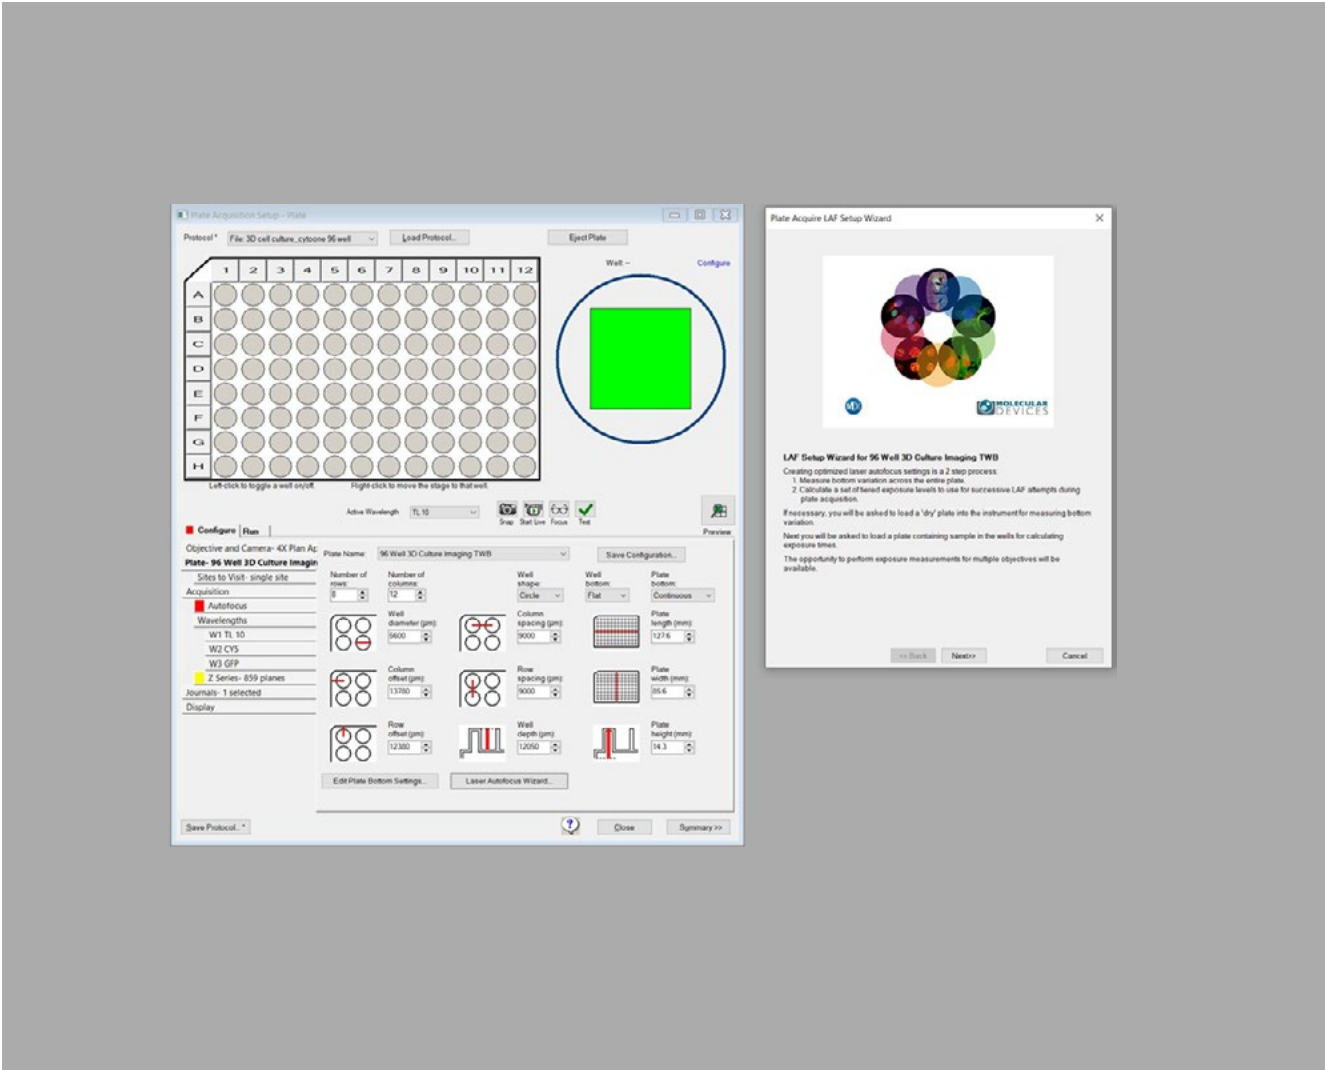 Plate Acquisition Setup - Plate
Protocol* File: 3D cell culture_cytoone 96 well Load Protocol... Eject Plate
Well: -- Configure
1 2 3 4 5 6 7 8 9 10 11 12
A
B
C
D
E
F
G
H
Left-click to toggle a well on/off. Right-click to move the stage to that well.
Active Wavelength TL 10
Snap Start Live Focus Test Preview
Configure Run
Objective and Camera- 4X Plan Ap
Plate- 96 Well 3D Culture Imagin
Sites to Visit- single site
Acquisition
Autofocus
Wavelengths
W1 TL 10
W2 CY5
W3 GFP
Z Series- 859 planes
Journals- 1 selected
Display
Plate Name: 96 Well 3D Culture Imaging TWB Save Configuration...
Number of rows: 8
Number of columns: 12
Well shape: Circle
Well bottom: Flat
Plate bottom: Continuous
Well diameter (µm): 5600
Column spacing (µm): 9000
Plate length (mm): 127.6
Column offset (µm): 13780
Row spacing (µm): 9000
Plate width (mm): 85.6
Row offset (µm): 12380
Well depth (µm): 12050
Plate height (mm): 14.3
Edit Plate Bottom Settings... Laser Autofocus Wizard...
Save Protocol...* ? Close Summary >>
Plate Acquire LAF Setup Wizard
MOLECULAR
DEVICES
LAF Setup Wizard for 96 Well 3D Culture Imaging TWB
Creating optimized laser autofocus settings is a 2 step process.
1. Measure bottom variation across the entire plate.
2. Calculate a set of tiered exposure levels to use for successive LAF attempts during
plate acquisition.
If necessary, you will be asked to load a 'dry' plate into the instrument for measuring bottom
variation.
Next you will be asked to load a plate containing sample in the wells for calculating
exposure times.
The opportunity to perform exposure measurements for multiple objectives will be
available.
<< Back Next>> Cancel